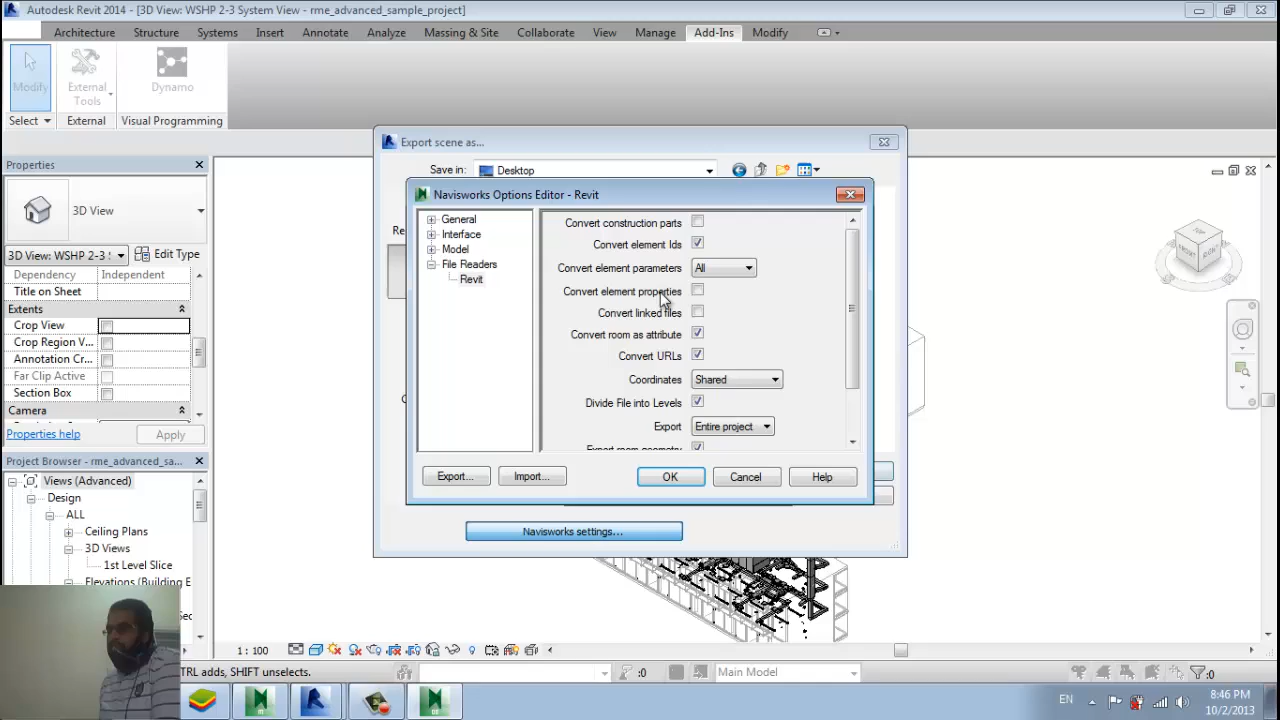 Autodesk Revit 2014 - [3D View: WSHP 2-3 System View - rme_advanced_sample_project]
Architecture Structure Systems Insert Annotate Analyze Massing & Site Collaborate View Manage Add-Ins Modify
Modify
External
Tools
Dynamo
Select
External
Visual Programming
Properties
3D View
3D View: WSHP 2-3
Edit Type
Dependency Independent
Title on Sheet
Extents
Crop View
Crop Region V...
Annotation Cr...
Far Clip Active
Section Box
Camera
Properties help
Apply
Project Browser - rme_advanced_sa...
Views (Advanced)
Design
ALL
Ceiling Plans
3D Views
1st Level Slice
Elevations (Building E
Export scene as...
Save in:
Desktop
Navisworks Options Editor - Revit
General
Interface
Model
File Readers
Revit
Convert construction parts
Convert element Ids
Convert element parameters All
Convert element properties
Convert linked files
Convert room as attribute
Convert URLs
Coordinates Shared
Divide File into Levels
Export Entire project
Export room geometry
Export...
Import...
OK
Cancel
Help
Navisworks settings...
1 : 100
TRL adds, SHIFT unselects.
:0
Main Model
:0
EN
8:46 PM
10/2/2013